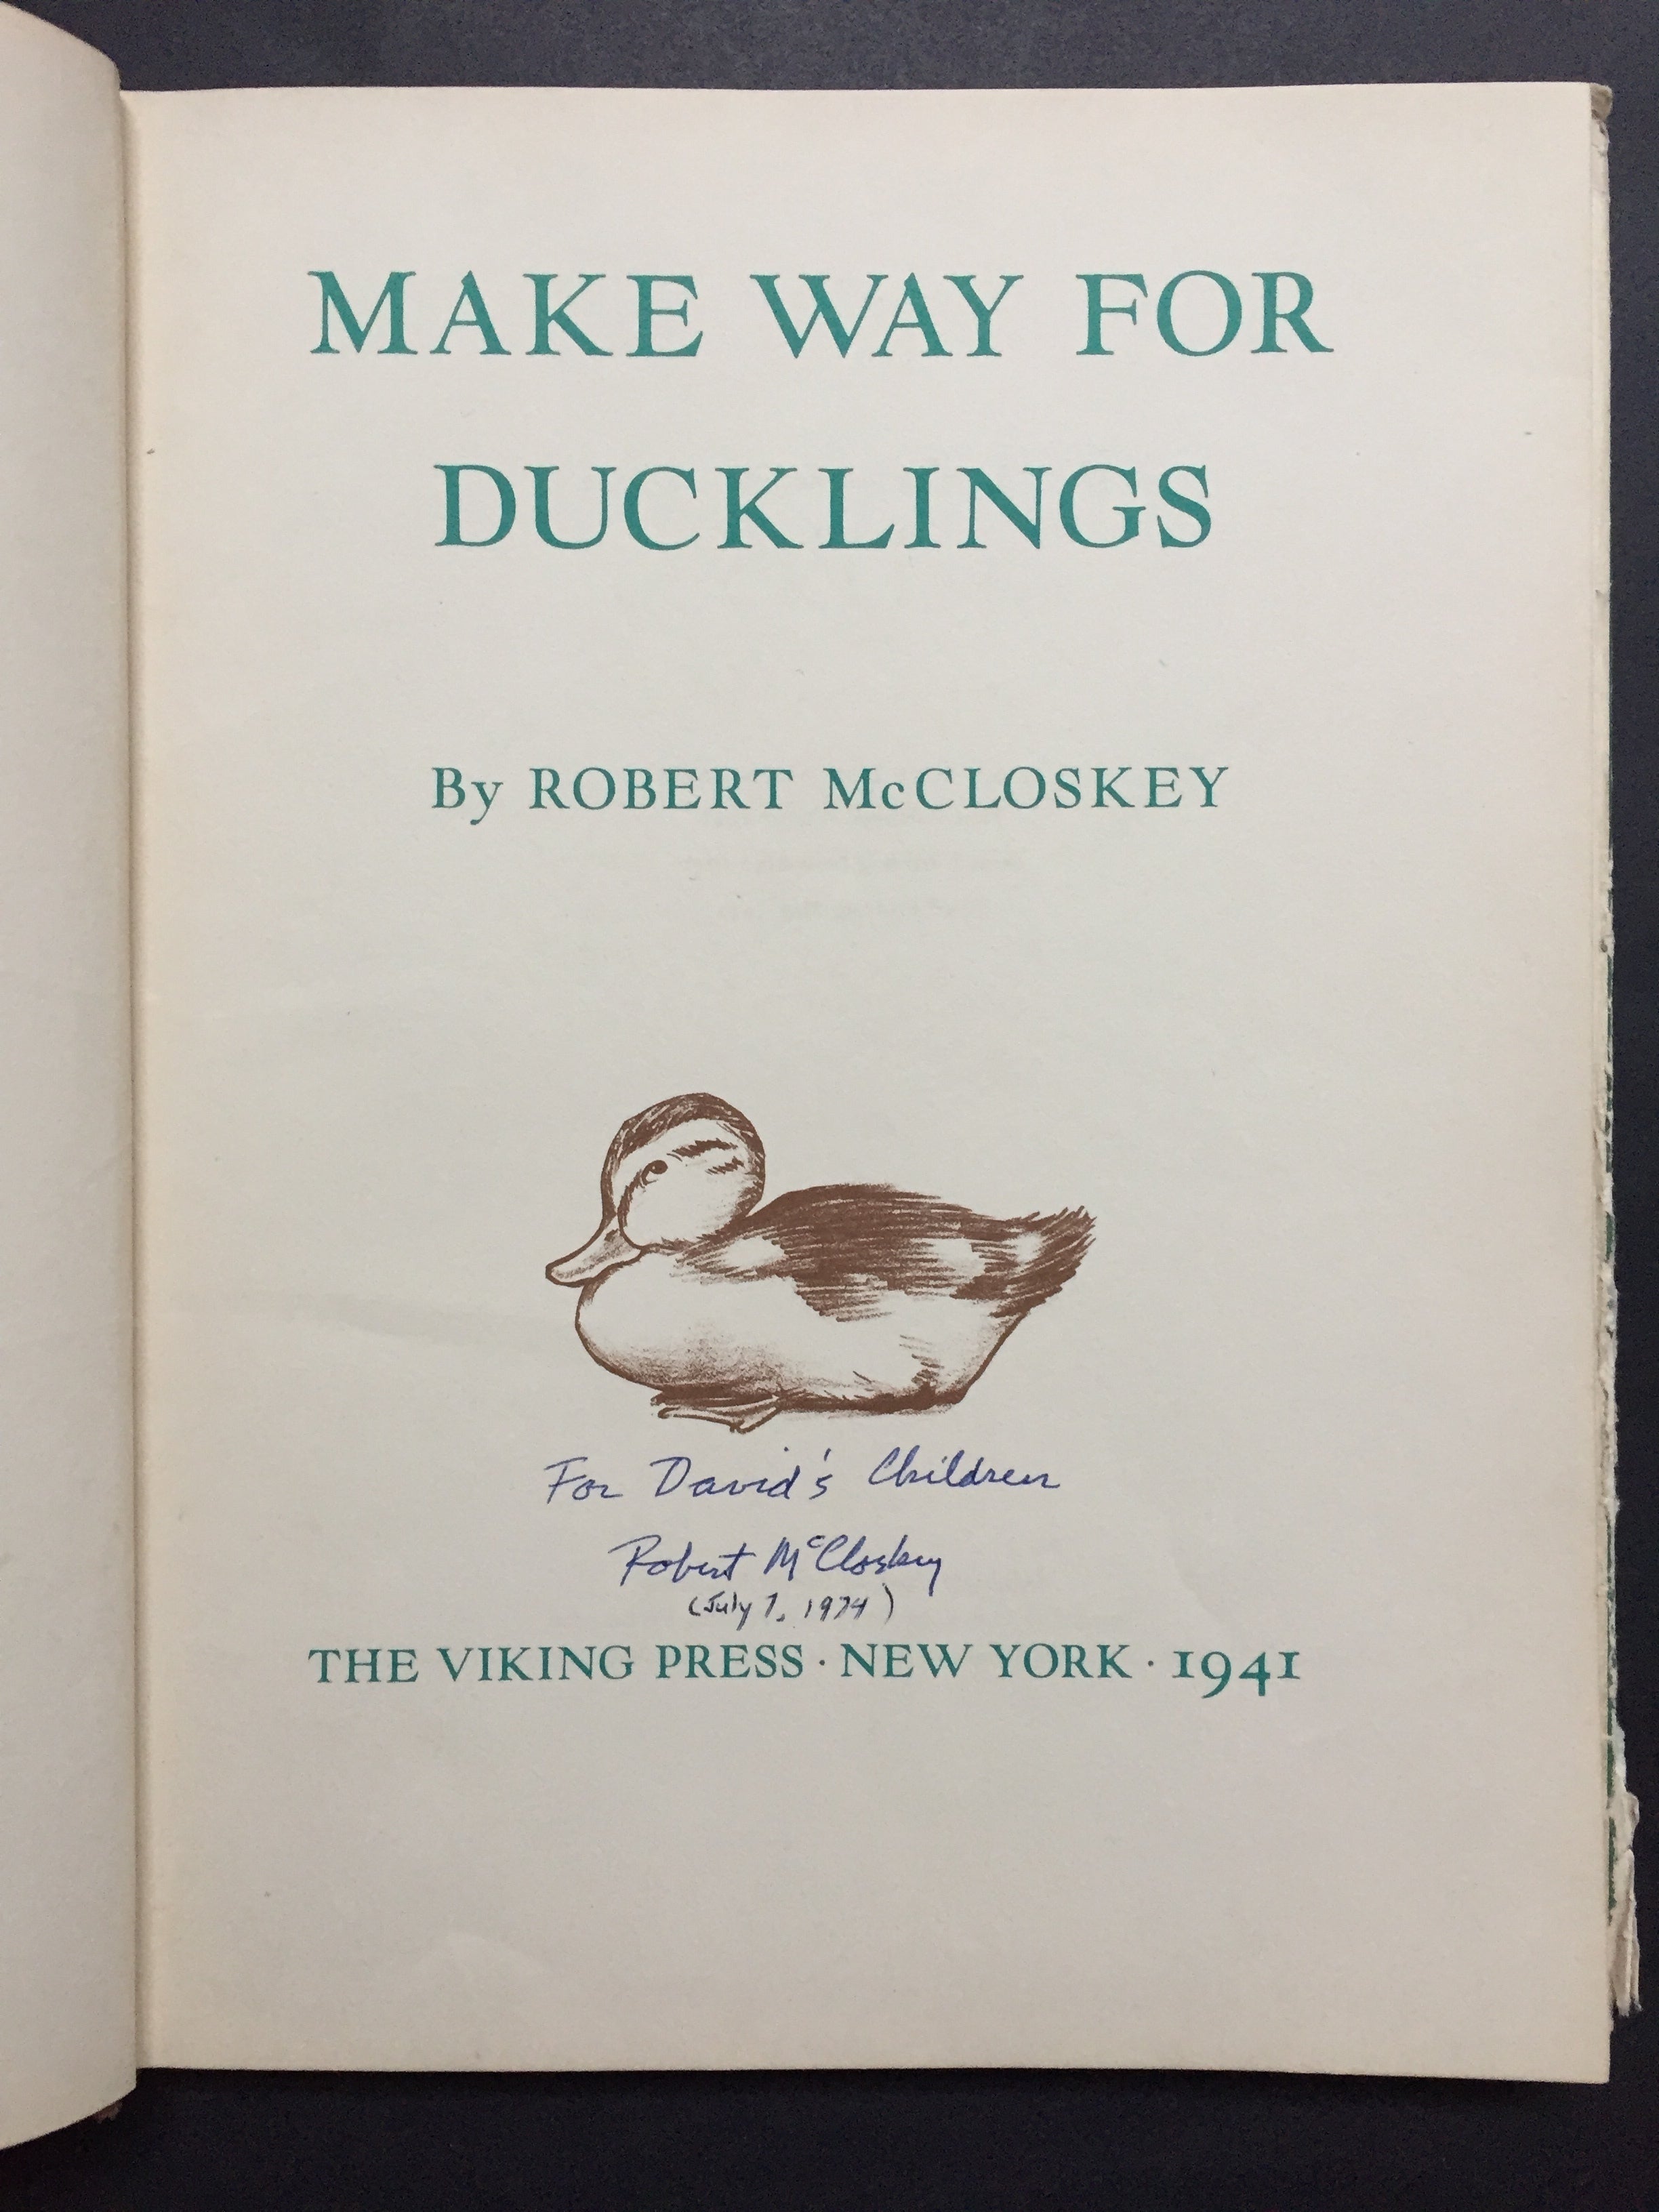 MAKE WAY FOR
DUCKLINGS
By ROBERT McCLOSKEY
For David's Children
Robert McCloskey
(July 7, 1974)
THE VIKING PRESS · NEW YORK · 1941